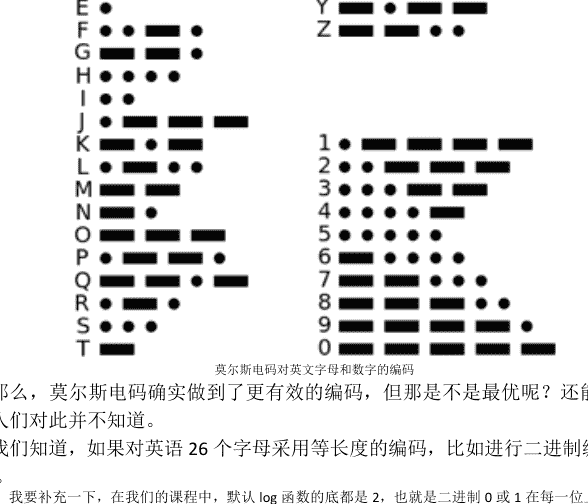 E ●
F ● ● ▬ ●
G ▬ ▬ ●
H ● ● ● ●
I ● ●
J ● ▬ ▬ ▬
K ▬ ● ▬
L ● ▬ ● ●
M ▬ ▬
N ▬ ●
O ▬ ▬ ▬
P ● ▬ ▬ ●
Q ▬ ▬ ● ▬
R ● ▬ ●
S ● ● ●
T ▬
Y ▬ ● ▬ ▬
Z ▬ ▬ ● ●
1 ● ▬ ▬ ▬ ▬
2 ● ● ▬ ▬ ▬
3 ● ● ● ▬ ▬
4 ● ● ● ● ▬
5 ● ● ● ● ●
6 ▬ ● ● ● ●
7 ▬ ▬ ● ● ●
8 ▬ ▬ ▬ ● ●
9 ▬ ▬ ▬ ▬ ●
0 ▬ ▬ ▬ ▬ ▬
莫尔斯电码对英文字母和数字的编码
那么，莫尔斯电码确实做到了更有效的编码，但那是不是最优呢？还能
人们对此并不知道。
我们知道，如果对英语 26 个字母采用等长度的编码，比如进行二进制编
。
我要补充一下，在我们的课程中，默认 log 函数的底都是 2，也就是二进制 0 或 1 在每一位